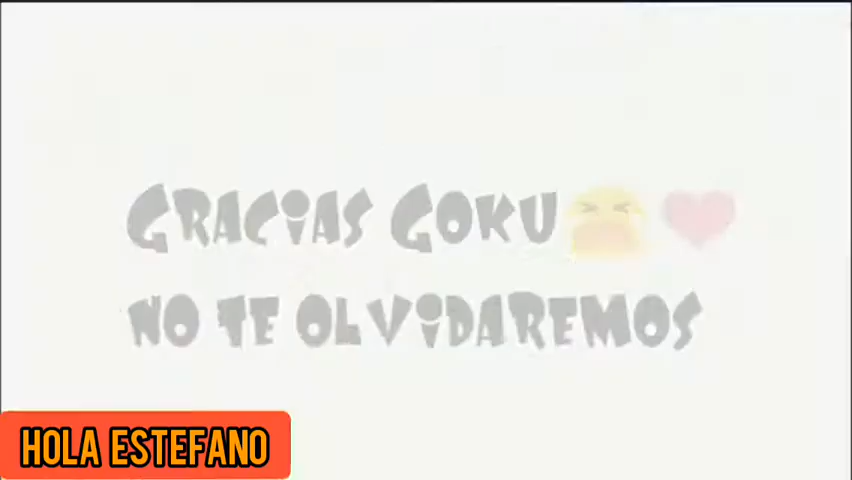 GRACIAS GOKU😫❤
NO TE OLVIDAREMOS
HOLA ESTEFANO